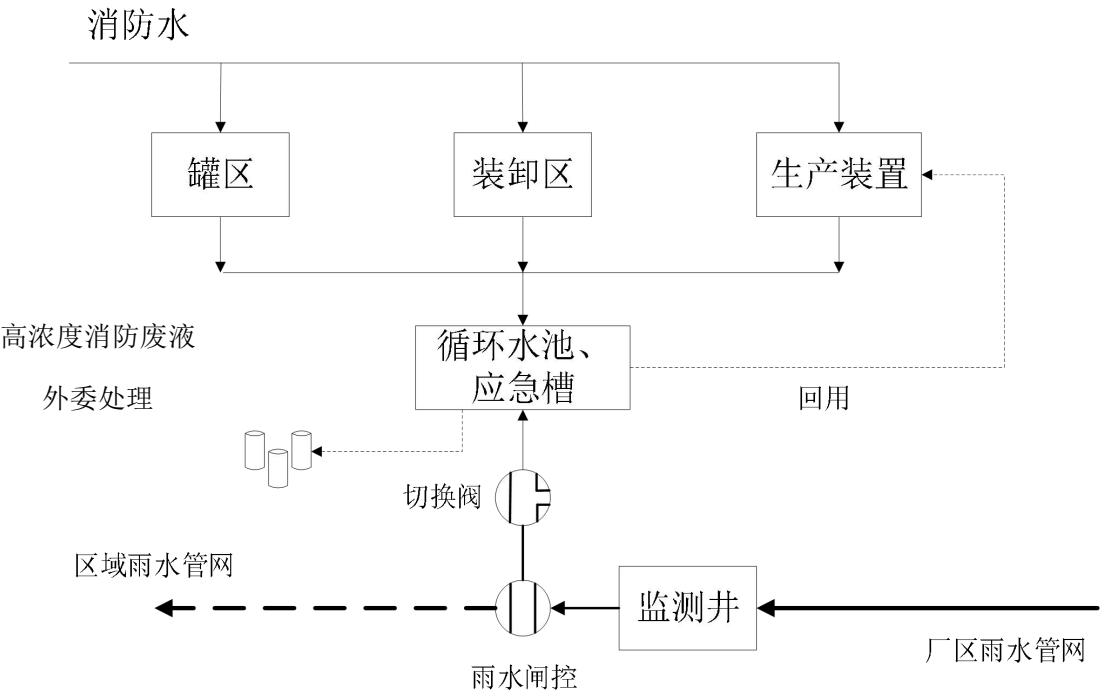 消防水
罐区
装卸区
生产装置
高浓度消防废液
外委处理
循环水池、
应急槽
回用
切换阀
区域雨水管网
监测井
雨水闸控
厂区雨水管网